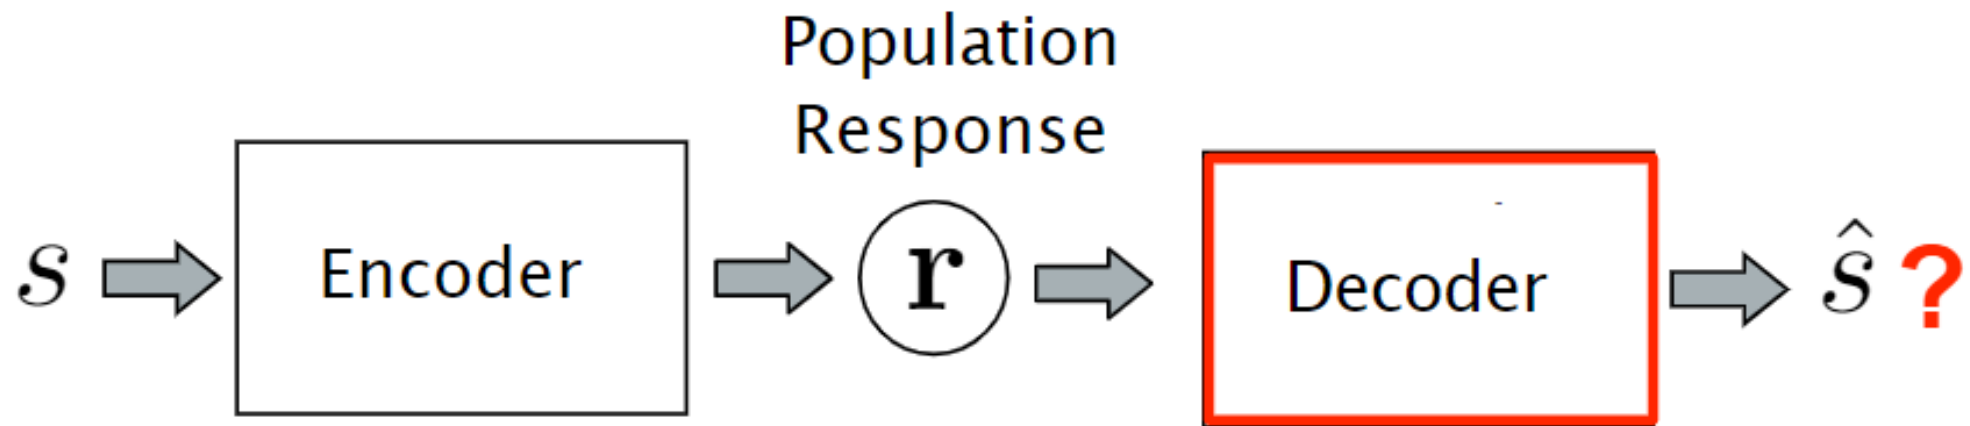 Population
Response
s Encoder r Decoder ŝ ?